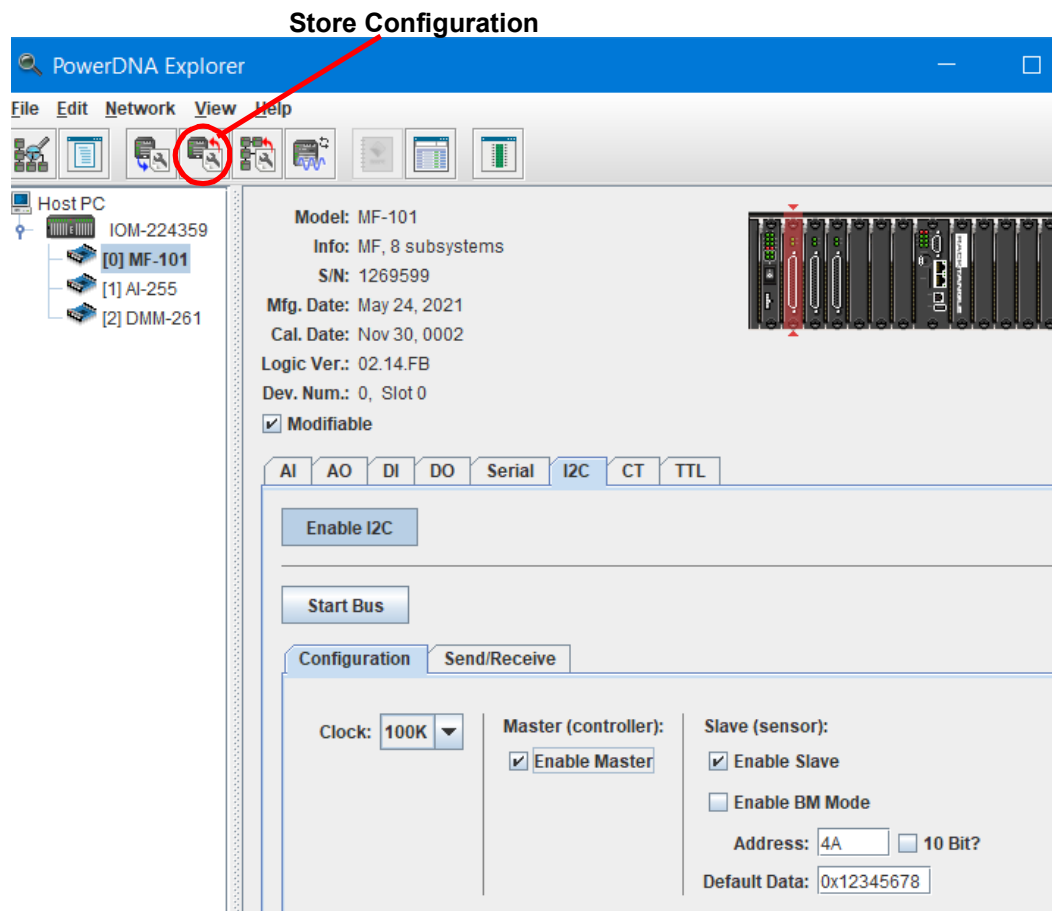 Store Configuration
PowerDNA Explorer
File Edit Network View Help
Host PC
IOM-224359
[0] MF-101
[1] AI-255
[2] DMM-261
Model: MF-101
Info: MF, 8 subsystems
S/N: 1269599
Mfg. Date: May 24, 2021
Cal. Date: Nov 30, 0002
Logic Ver.: 02.14.FB
Dev. Num.: 0, Slot 0
Modifiable
RACKTANGLE
AI AO DI DO Serial I2C CT TTL
Enable I2C
Start Bus
Configuration Send/Receive
Clock: 100K
Master (controller):
Enable Master
Slave (sensor):
Enable Slave
Enable BM Mode
Address: 4A 10 Bit?
Default Data: 0x12345678